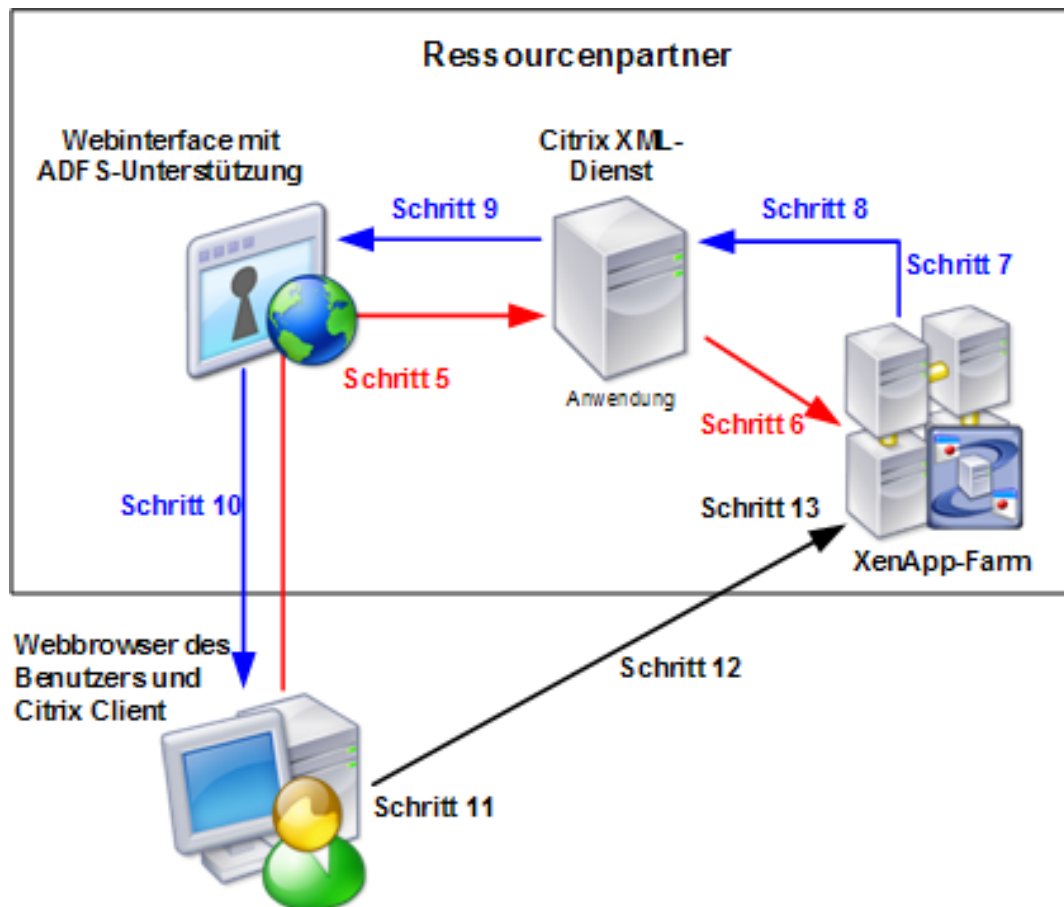 Ressourcenpartner
Webinterface mit
ADFS-Unterstützung
Citrix XML-
Dienst
Schritt 9
Schritt 8
Schritt 7
Schritt 5
Anwendung
Schritt 6
Schritt 10
Schritt 13
XenApp-Farm
Webbrowser des
Benutzers und
Citrix Client
Schritt 12
Schritt 11